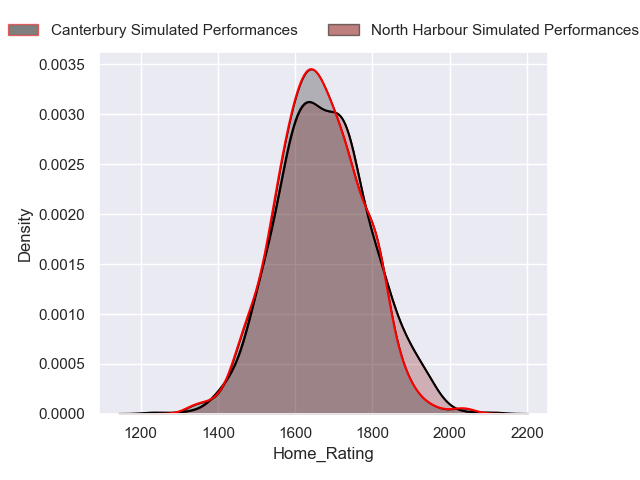 Canterbury Simulated Performances
North Harbour Simulated Performances
0.0035
0.0030
0.0025
0.0020
0.0015
0.0010
0.0005
0.0000
Density
1200 1400 1600 1800 2000 2200
Home_Rating